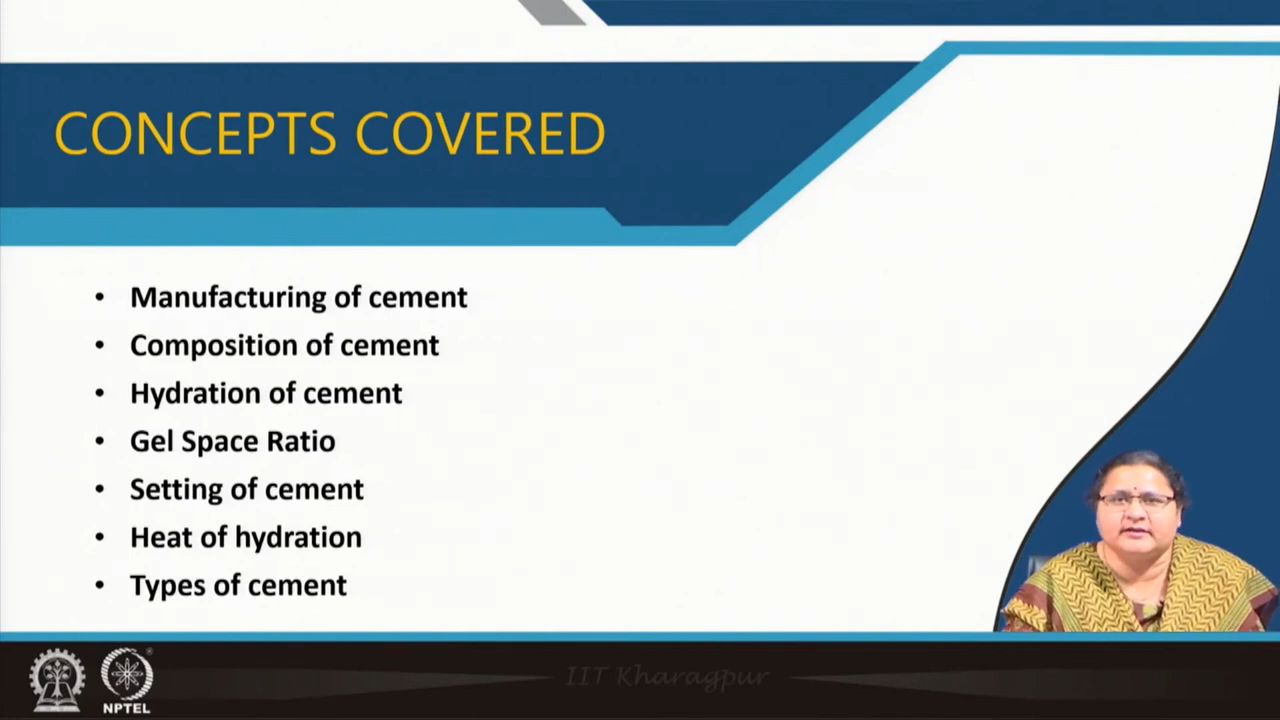 CONCEPTS COVERED
• Manufacturing of cement
• Composition of cement
• Hydration of cement
• Gel Space Ratio
• Setting of cement
• Heat of hydration
• Types of cement
NPTEL
IIT Kharagpur